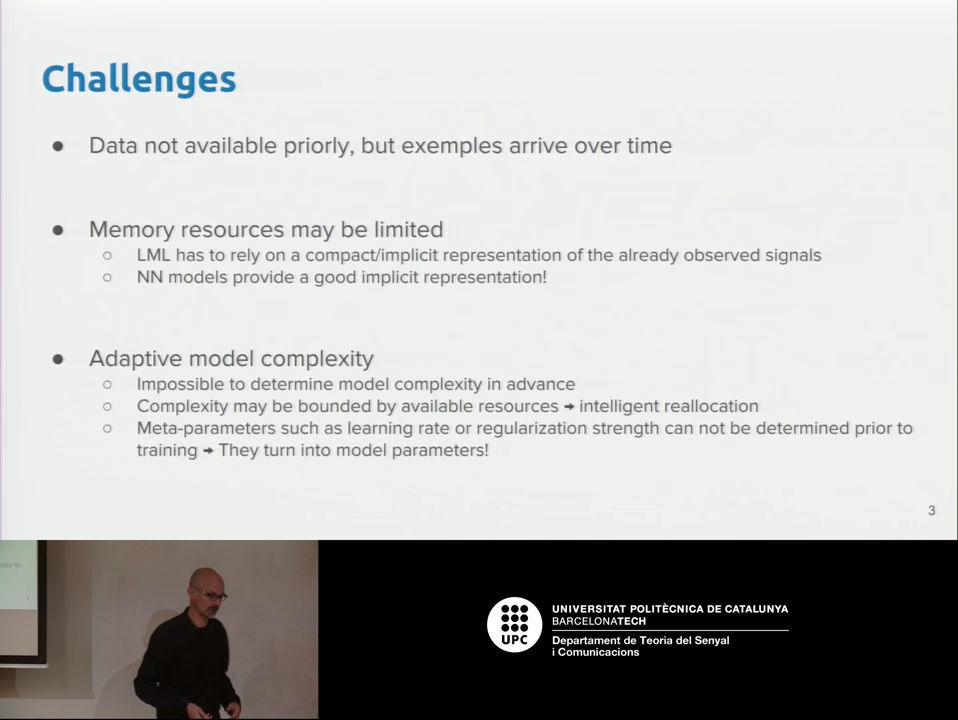 Challenges
● Data not available priorly, but exemples arrive over time
● Memory resources may be limited
○ LML has to rely on a compact/implicit representation of the already observed signals
○ NN models provide a good implicit representation!
● Adaptive model complexity
○ Impossible to determine model complexity in advance
○ Complexity may be bounded by available resources → intelligent reallocation
○ Meta-parameters such as learning rate or regularization strength can not be determined prior to
training → They turn into model parameters!
3
prior to
UPC
UNIVERSITAT POLITÈCNICA DE CATALUNYA
BARCELONATECH
Departament de Teoria del Senyal
i Comunicacions